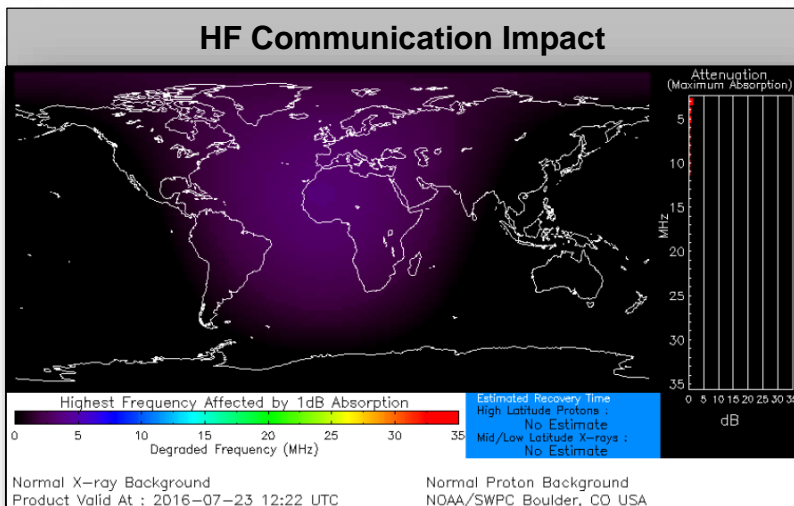 HF Communication Impact
Attenuation
(Maximum Absorption)
5
10
15
20
25
30
35
MHz
0 5 10 15 20 25 30 35
dB
Highest Frequency Affected by 1dB Absorption
0 5 10 15 20 25 30 35
Degraded Frequency (MHz)
Estimated Recovery Time
High Latitude Protons :
No Estimate
Mid/Low Latitude X-rays :
No Estimate
Normal X-ray Background
Product Valid At : 2016-07-23 12:22 UTC
Normal Proton Background
NOAA/SWPC Boulder, CO USA